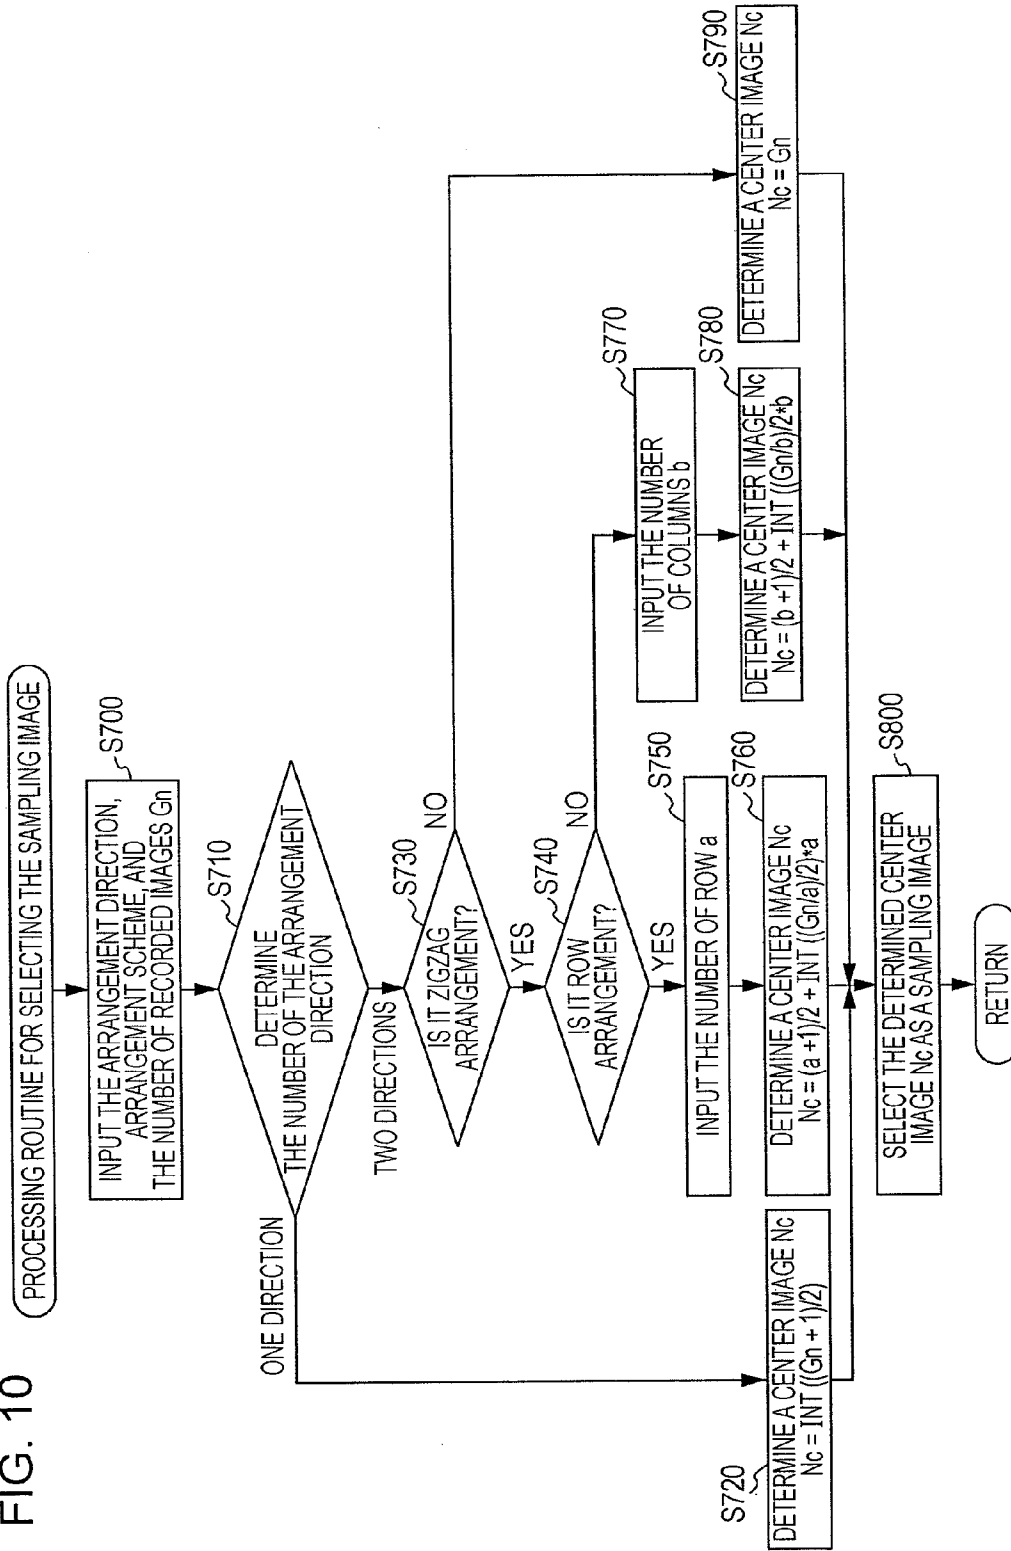 FIG. 10
PROCESSING ROUTINE FOR SELECTING THE SAMPLING IMAGE
S700
INPUT THE ARRANGEMENT DIRECTION,
ARRANGEMENT SCHEME, AND
THE NUMBER OF RECORDED IMAGES Gn
S710
DETERMINE
THE NUMBER OF THE ARRANGEMENT
DIRECTION
ONE DIRECTION
TWO DIRECTIONS
S720
DETERMINE A CENTER IMAGE Nc
Nc = INT ((Gn + 1)/2)
S730
IS IT ZIGZAG
ARRANGEMENT?
NO
YES
S740
IS IT ROW
ARRANGEMENT?
NO
YES
S750
INPUT THE NUMBER OF ROW a
S760
DETERMINE A CENTER IMAGE Nc
Nc = (a +1)/2 + INT ((Gn/a)/2)*a
S770
INPUT THE NUMBER
OF COLUMNS b
S780
DETERMINE A CENTER IMAGE Nc
Nc = (b +1)/2 + INT ((Gn/b)/2*b
S790
DETERMINE A CENTER IMAGE Nc
Nc = Gn
S800
SELECT THE DETERMINED CENTER
IMAGE Nc AS A SAMPLING IMAGE
RETURN